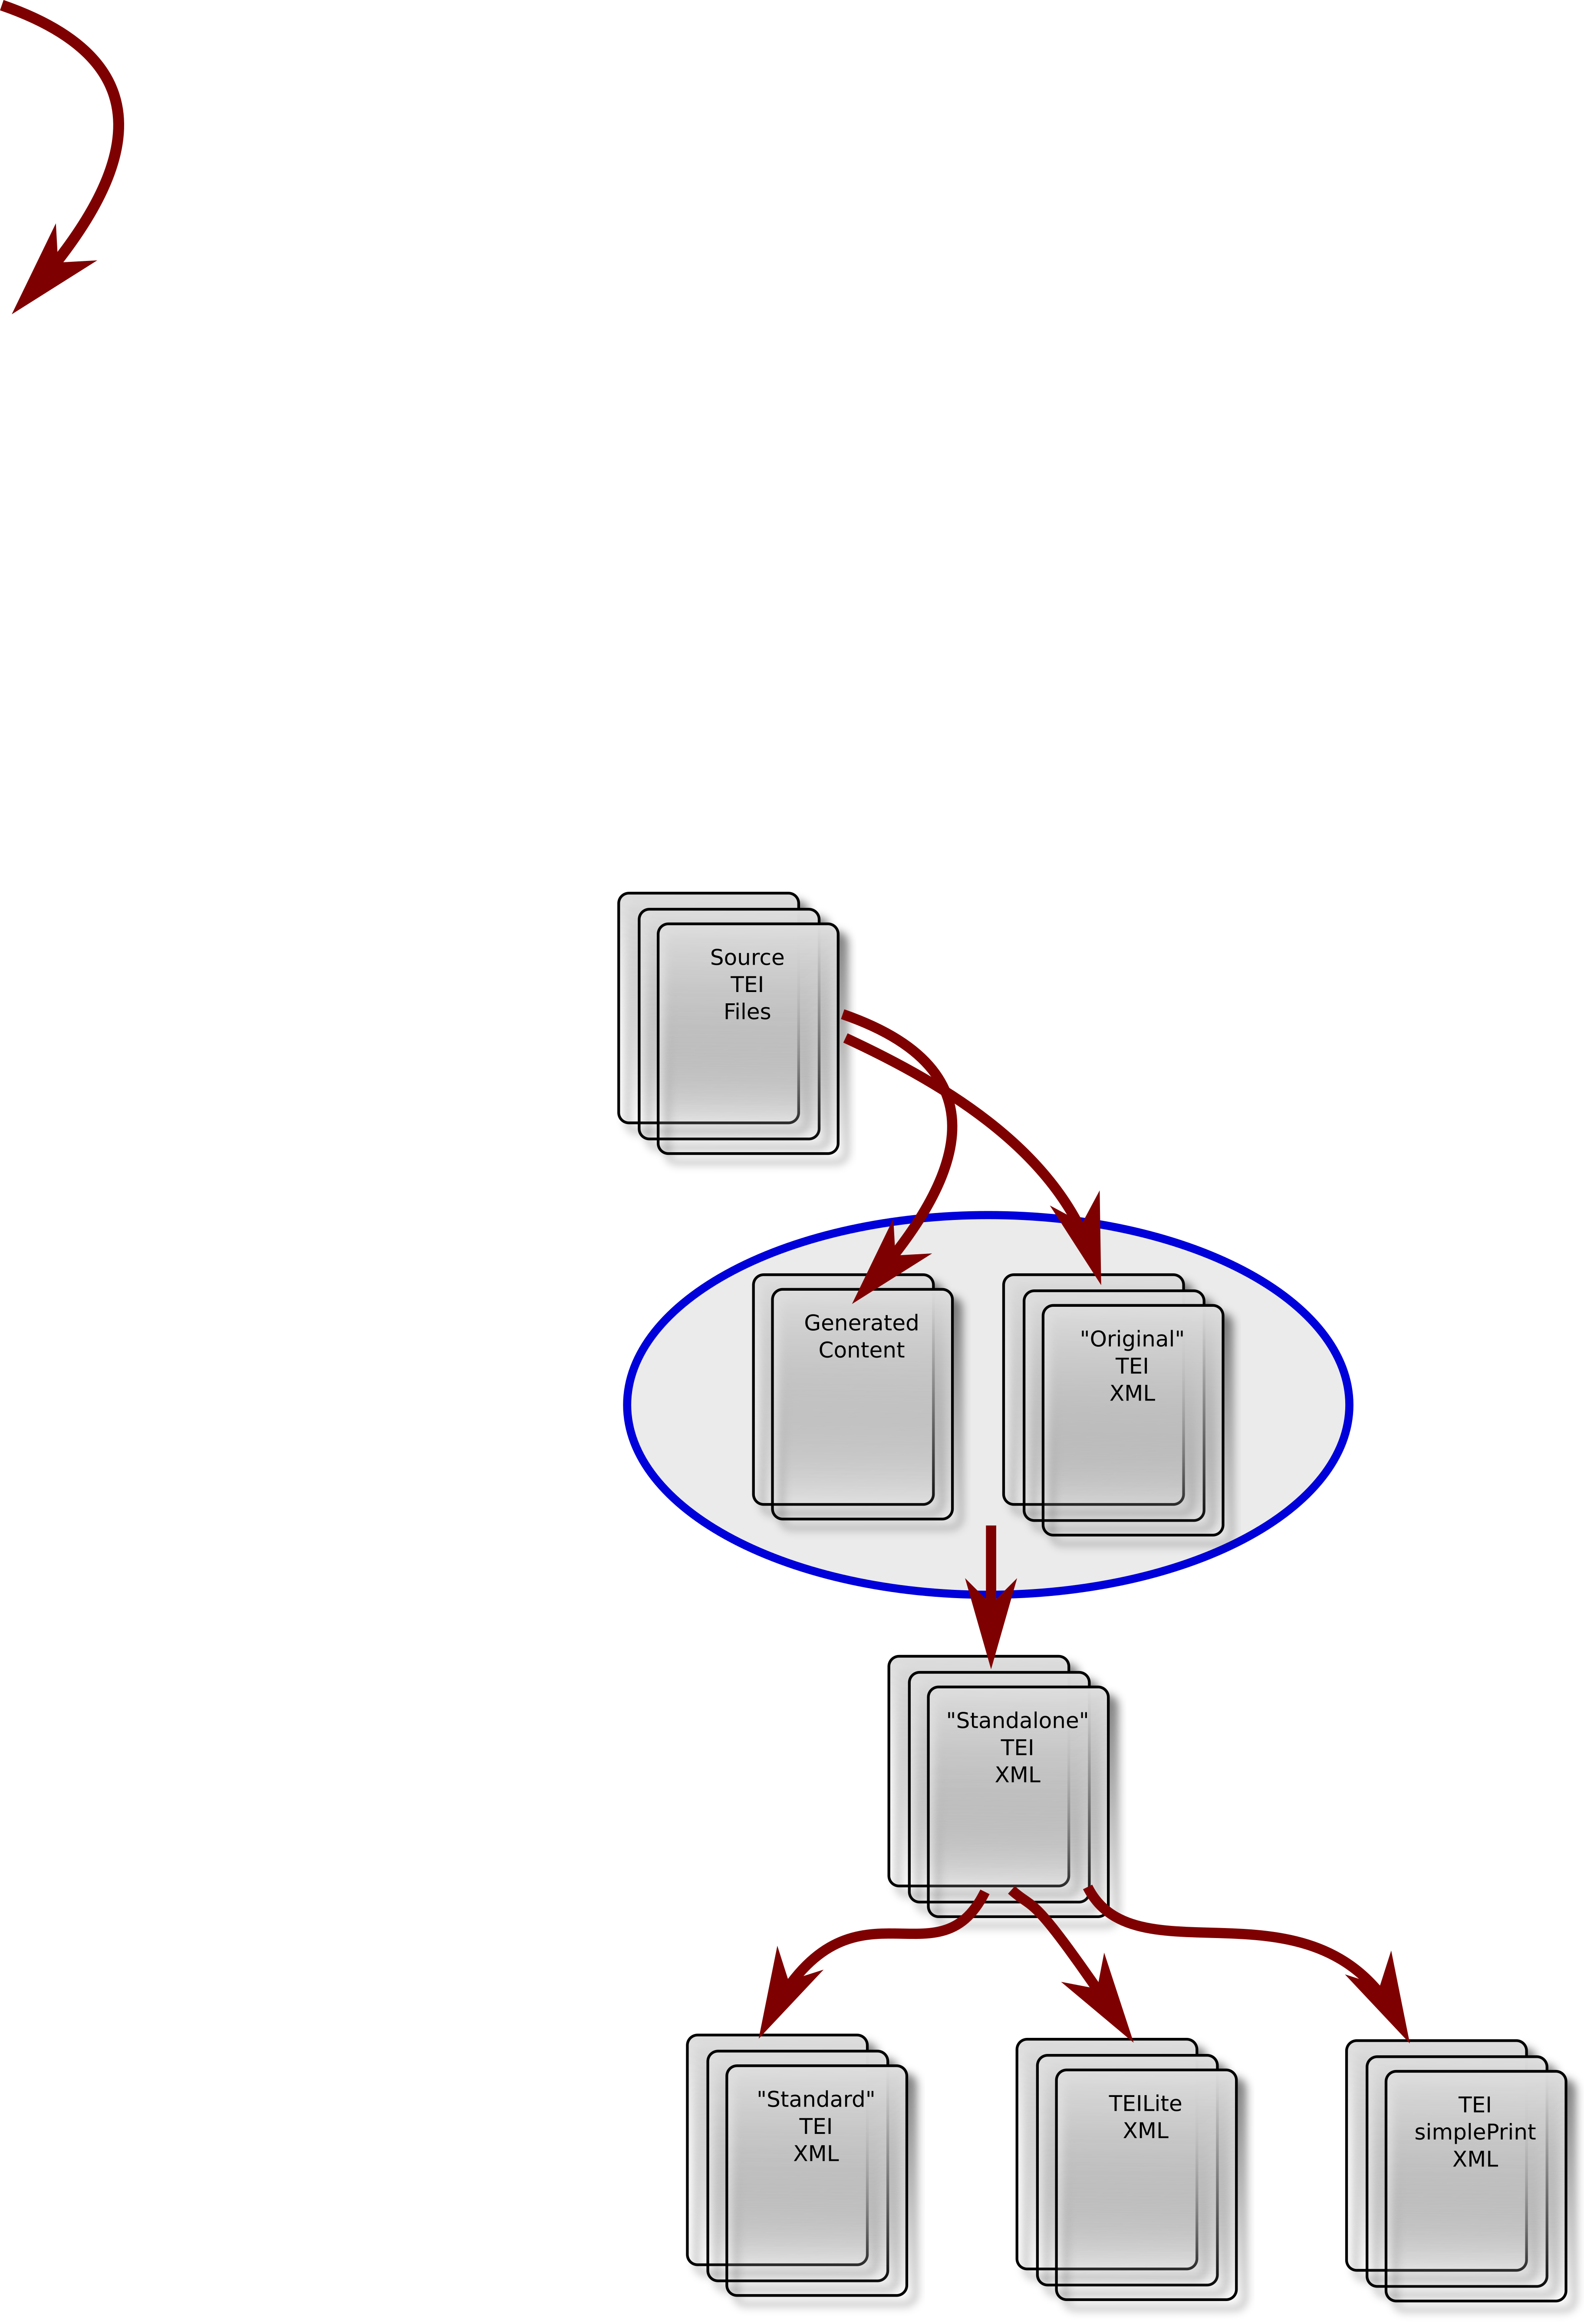 Source
TEI
Files
Generated
Content
"Original"
TEI
XML
"Standalone"
TEI
XML
"Standard"
TEI
XML
TEILite
XML
TEI
simplePrint
XML